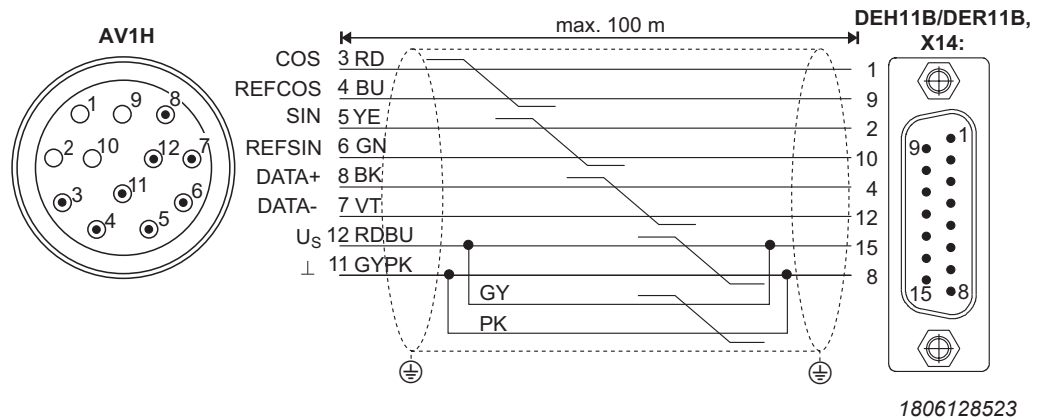 AV1H
max. 100 m
DEH11B/DER11B,
X14:
COS 3 RD 1
REFCOS 4 BU 9
SIN 5 YE 2
REFSIN 6 GN 10
DATA+ 8 BK 4
DATA- 7 VT 12
US 12 RDBU 15
⊥ 11 GYPK 8
GY
PK
1 9 8
2 10 12 7
3 11 6
4 5
1
9
15 8
1806128523